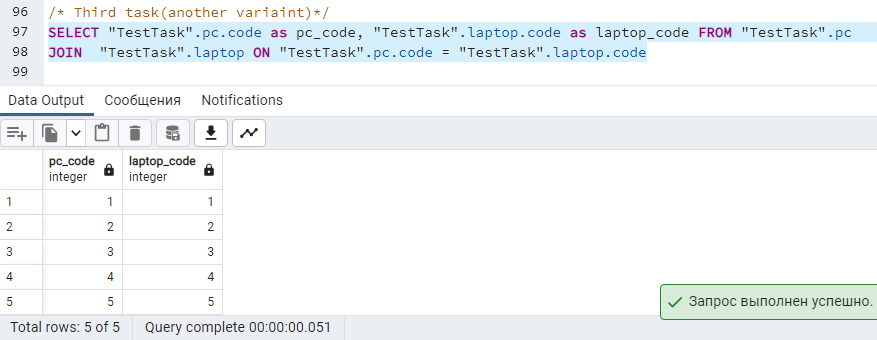 96 /* Third task(another variaint)*/
97 SELECT "TestTask".pc.code as pc_code, "TestTask".laptop.code as laptop_code FROM "TestTask".pc
98 JOIN "TestTask".laptop ON "TestTask".pc.code = "TestTask".laptop.code
99
Data Output Сообщения Notifications
pc_code laptop_code
integer integer
1 1 1
2 2 2
3 3 3
4 4 4
5 5 5
Запрос выполнен успешно.
Total rows: 5 of 5 Query complete 00:00:00.051